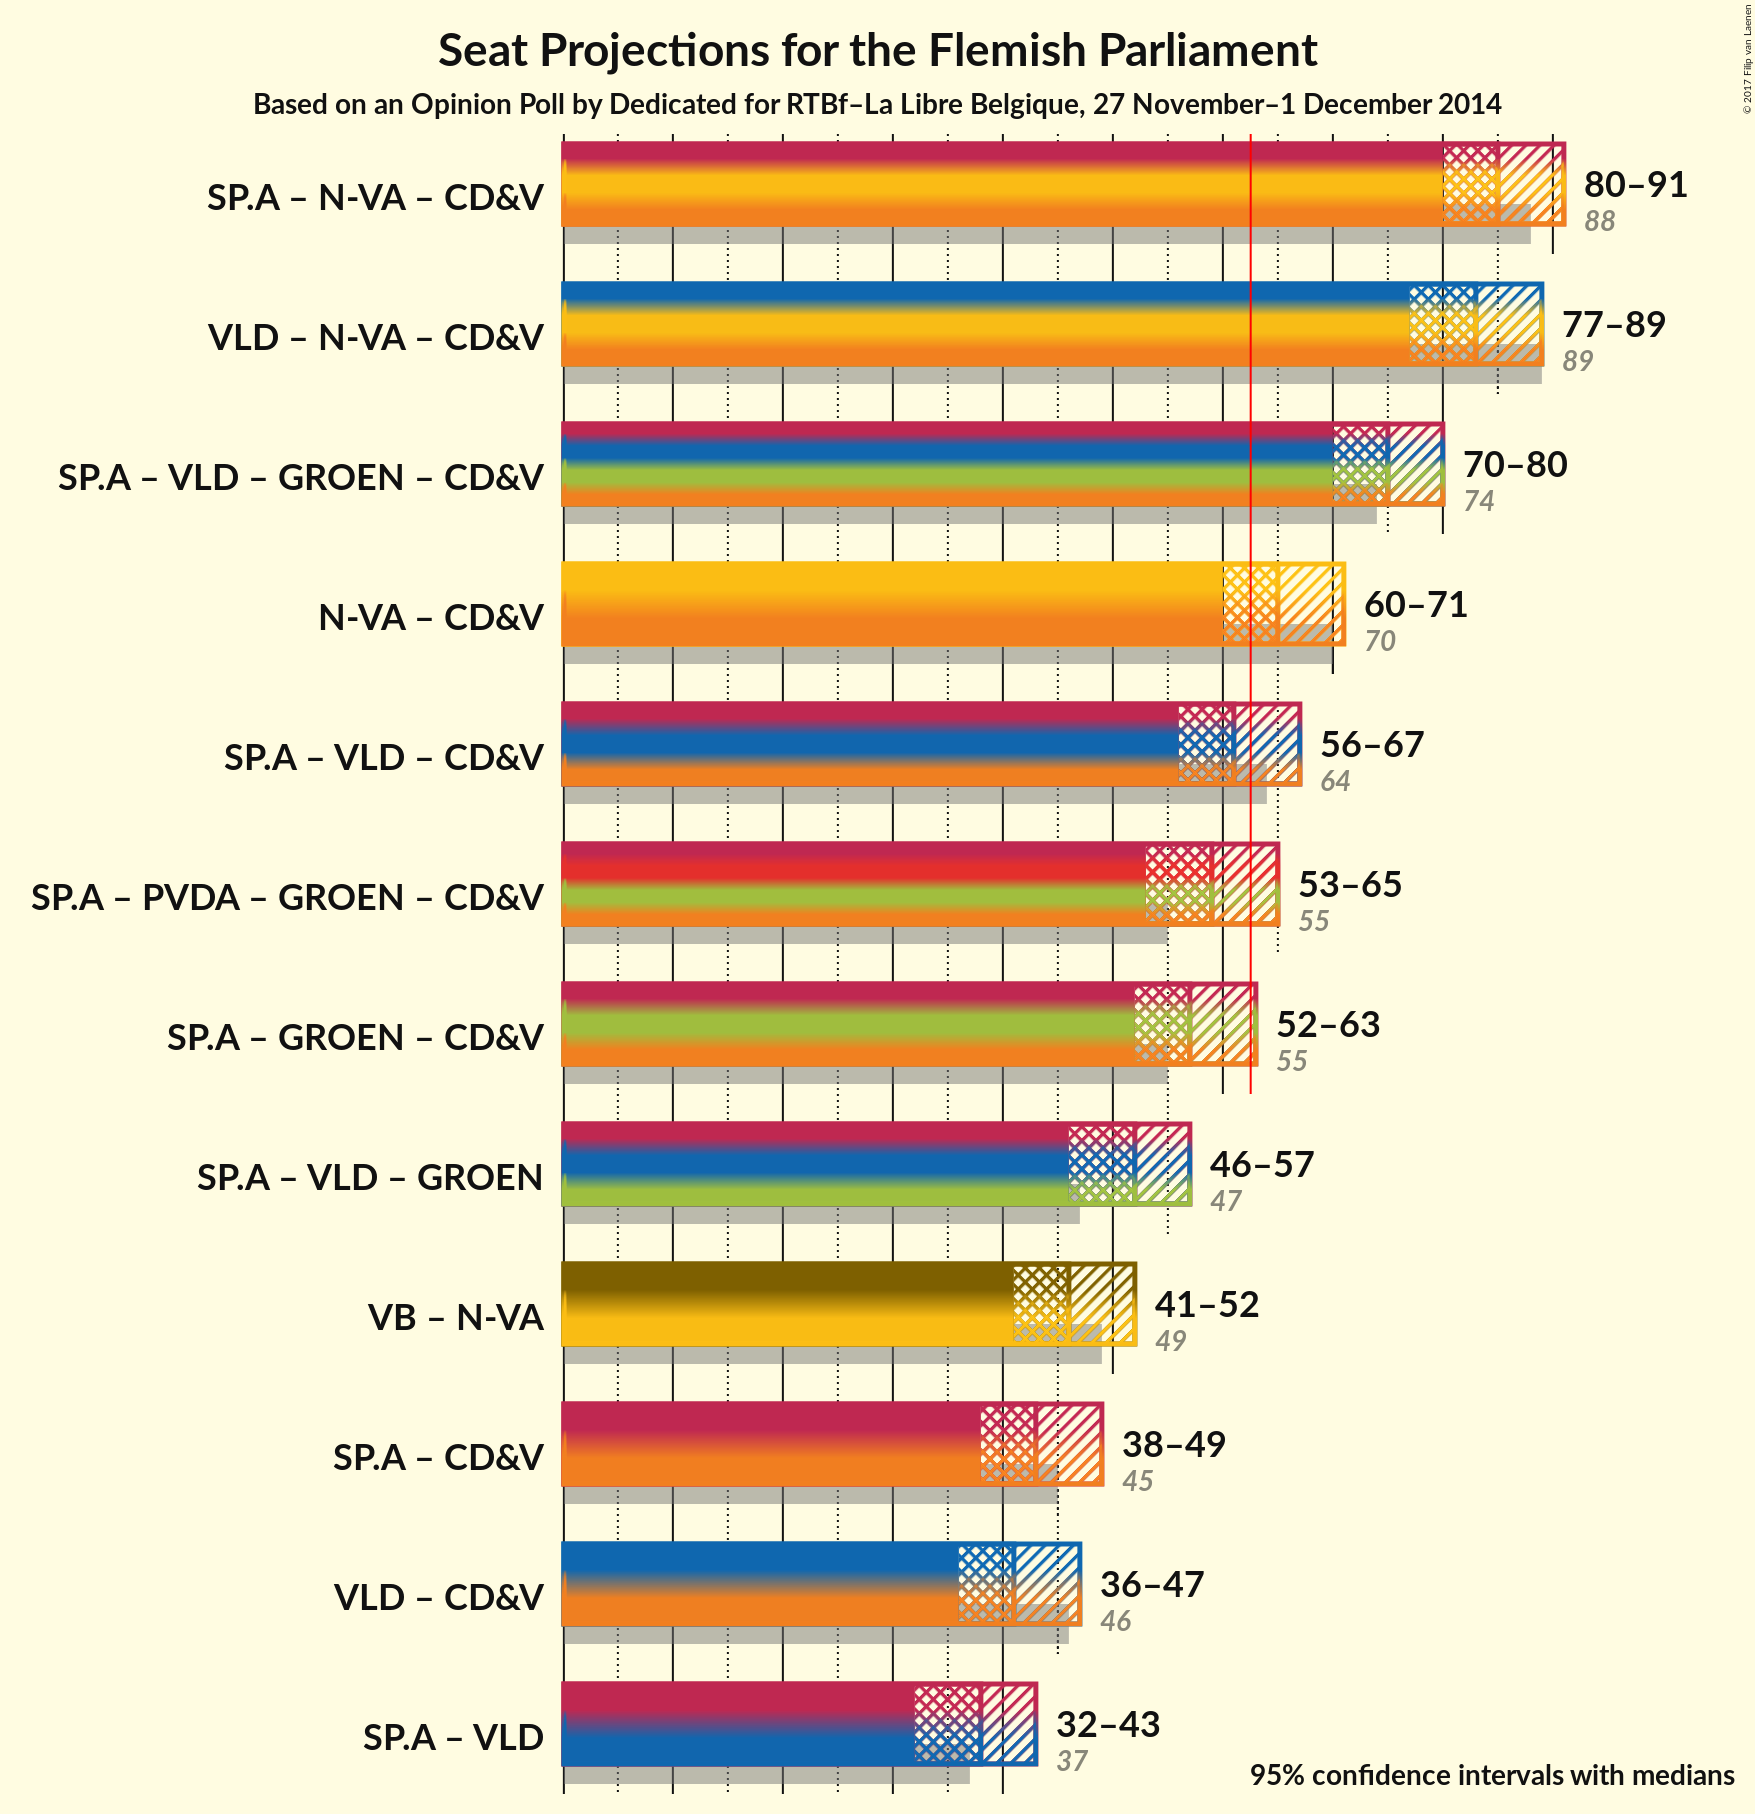 © 2017 Filip van Laenen
Seat Projections for the Flemish Parliament
Based on an Opinion Poll by Dedicated for RTBf–La Libre Belgique, 27 November–1 December 2014
SP.A – N-VA – CD&V
80–91
88
VLD – N-VA – CD&V
77–89
89
SP.A – VLD – GROEN – CD&V
70–80
74
N-VA – CD&V
60–71
70
SP.A – VLD – CD&V
56–67
64
SP.A – PVDA – GROEN – CD&V
53–65
55
SP.A – GROEN – CD&V
52–63
55
SP.A – VLD – GROEN
46–57
47
VB – N-VA
41–52
49
SP.A – CD&V
38–49
45
VLD – CD&V
36–47
46
SP.A – VLD
32–43
37
95% confidence intervals with medians